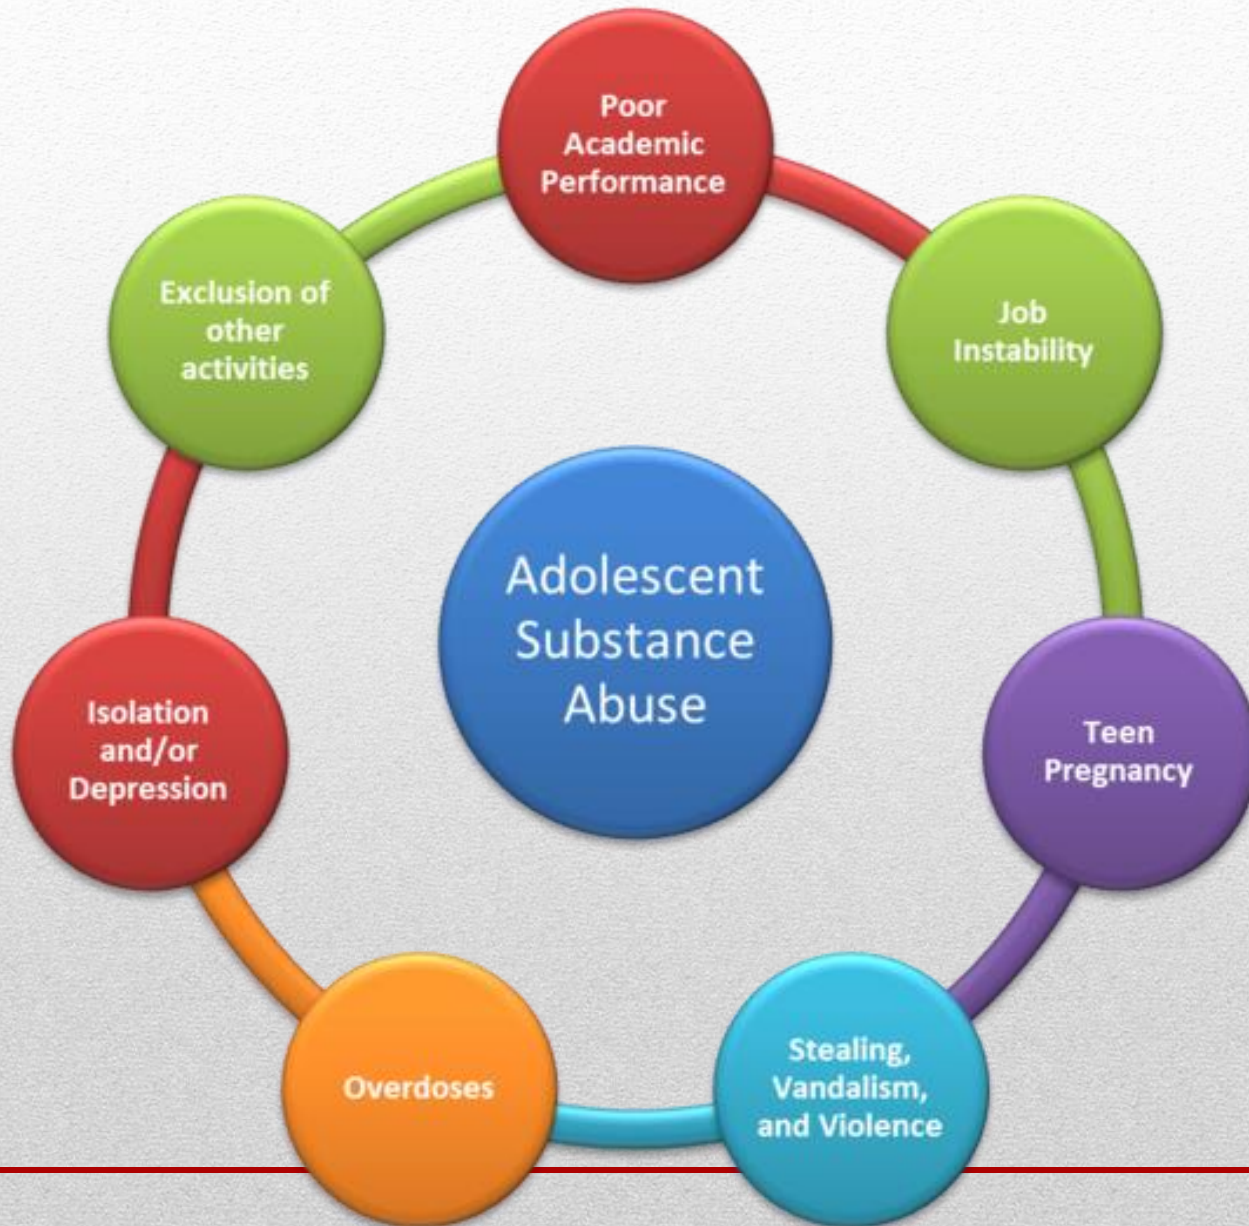 Poor
Academic
Performance
Job
Instability
Teen
Pregnancy
Stealing,
Vandalism,
and Violence
Overdoses
Isolation
and/or
Depression
Exclusion of
other
activities
Adolescent
Substance
Abuse